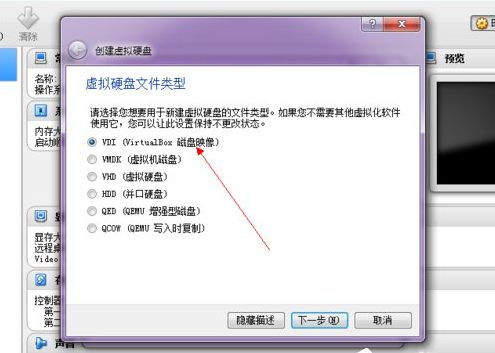 清除
创建虚拟硬盘
预览
虚拟硬盘文件类型
请选择您想要用于新建虚拟硬盘的文件类型。如果您不需要其他虚拟化软件
使用它，您可以让此设置保持不更改状态。
VDI (VirtualBox 磁盘映像)
VMDK (虚拟机磁盘)
VHD (虚拟硬盘)
HDD (并口硬盘)
QED (QEMU 增强型磁盘)
QCOW (QEMU 写入时复制)
名称:
操作系
内存大
启动顺
显存大
远程桌
Video
控制器
第一
第二
声音
隐藏描述
下一步(N)
取消